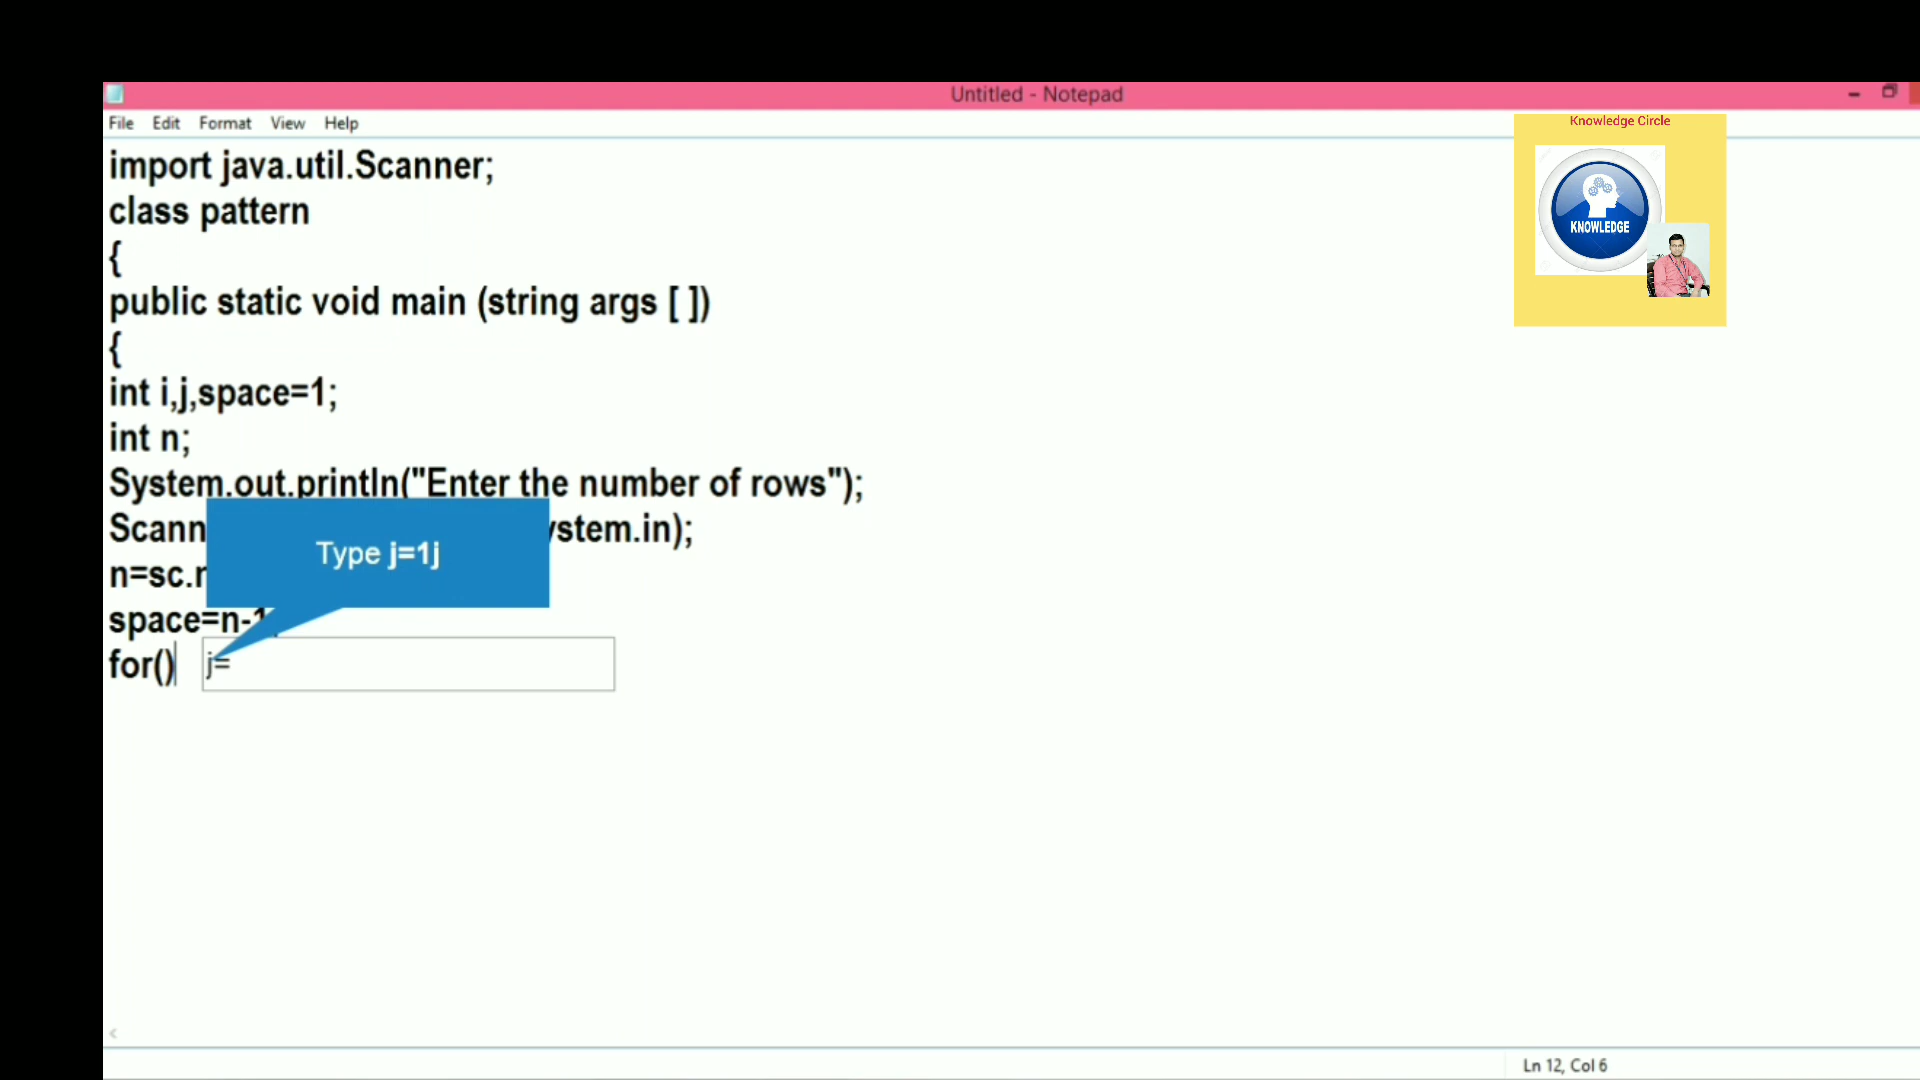 Untitled - Notepad
File Edit Format View Help
Knowledge Circle
KNOWLEDGE
import java.util.Scanner;
class pattern
{
public static void main (string args [ ])
{
int i,j,space=1;
int n;
System.out.println("Enter the number of rows");
Scann ystem.in);
Type j=1j
n=sc.r
space=n-1
for() j=
Ln 12, Col 6